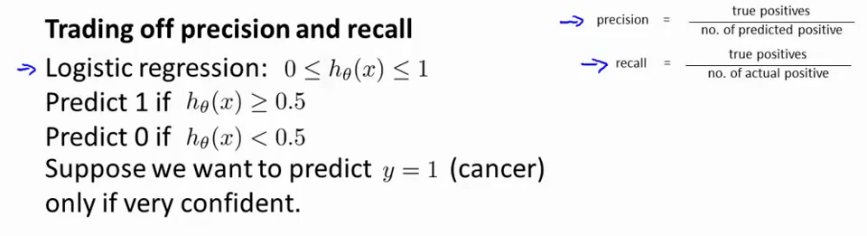 Trading off precision and recall
Logistic regression: 0 ≤ hθ(x) ≤ 1
Predict 1 if hθ(x) ≥ 0.5
Predict 0 if hθ(x) < 0.5
Suppose we want to predict y = 1 (cancer)
only if very confident.
true positives
precision =
no. of predicted positive
true positives
recall =
no. of actual positive